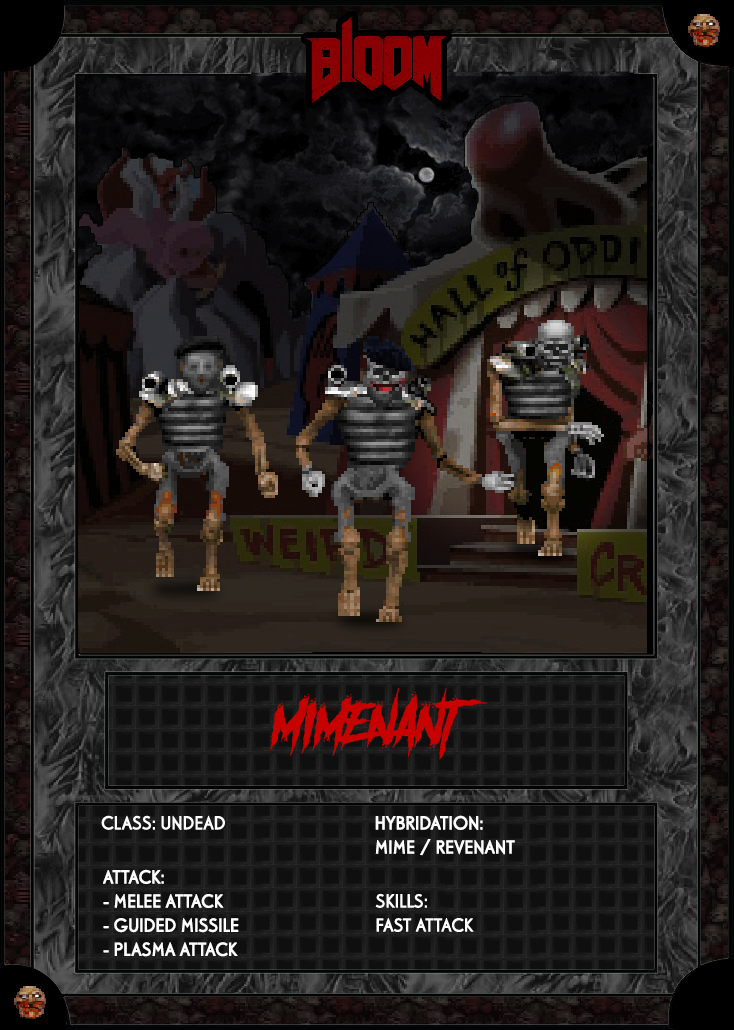 BLOOM
HALL of ODDI
WEIRD
CR
MIMENANT
CLASS: UNDEAD
ATTACK:
- MELEE ATTACK
- GUIDED MISSILE
- PLASMA ATTACK
HYBRIDATION:
MIME / REVENANT
SKILLS:
FAST ATTACK